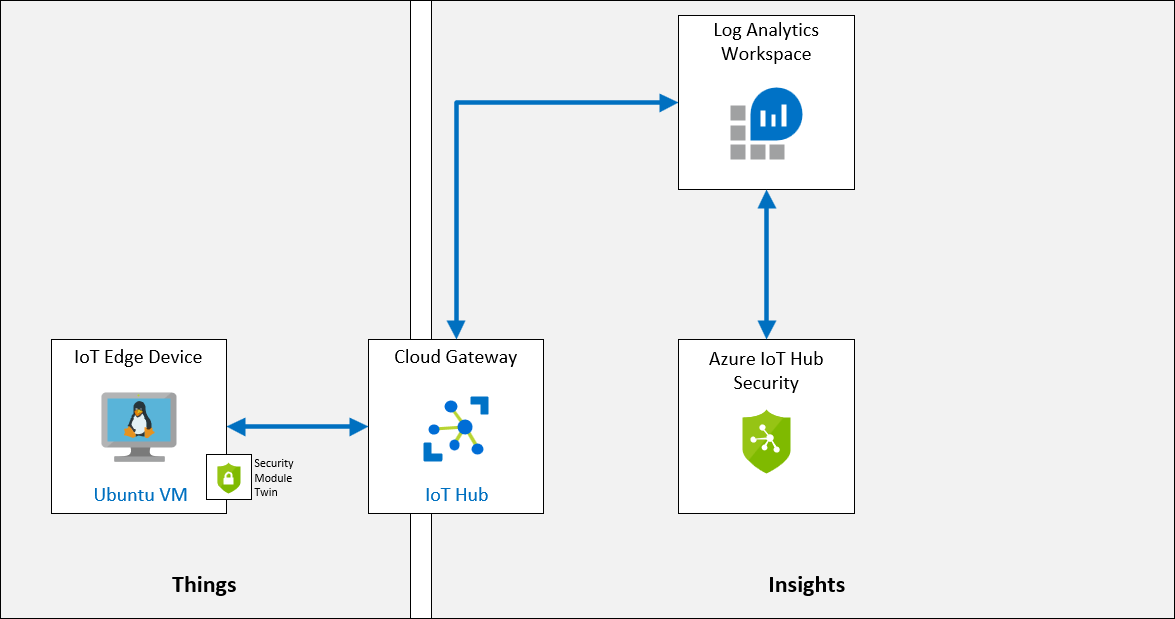 Log Analytics
Workspace
IoT Edge Device
Ubuntu VM
Security
Module
Twin
Cloud Gateway
IoT Hub
Azure IoT Hub
Security
Things
Insights